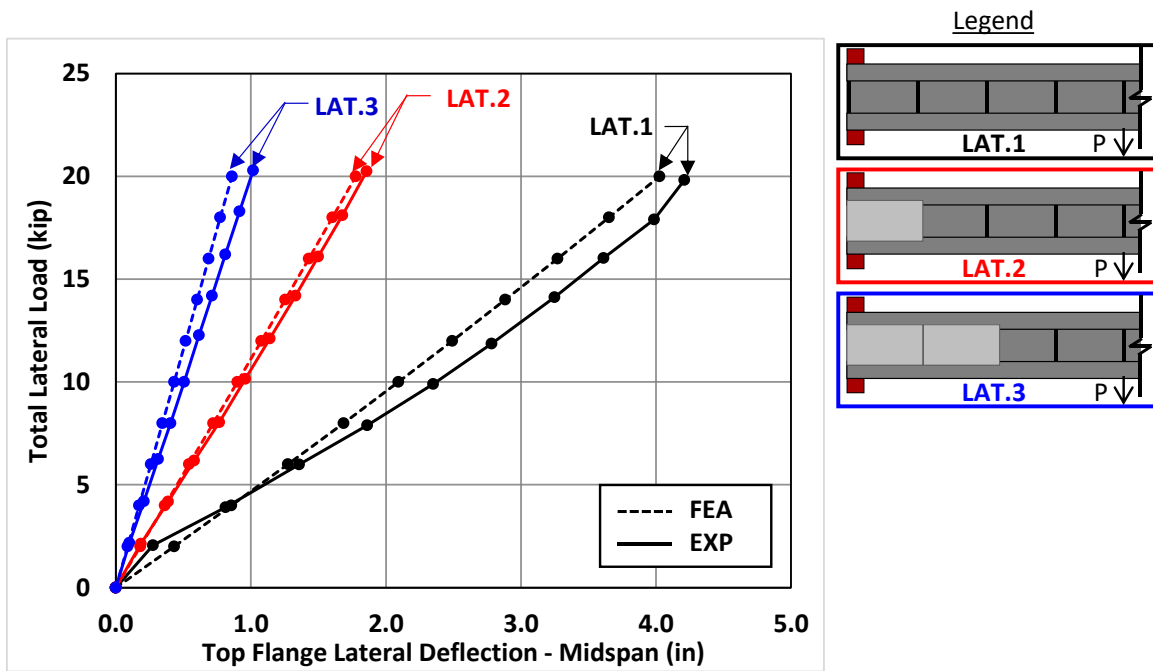 Legend
25
20
15
10
5
0
Total Lateral Load (kip)
LAT.3
LAT.2
LAT.1
FEA
EXP
0.0 1.0 2.0 3.0 4.0 5.0
Top Flange Lateral Deflection - Midspan (in)
LAT.1 P
LAT.2 P
LAT.3 P